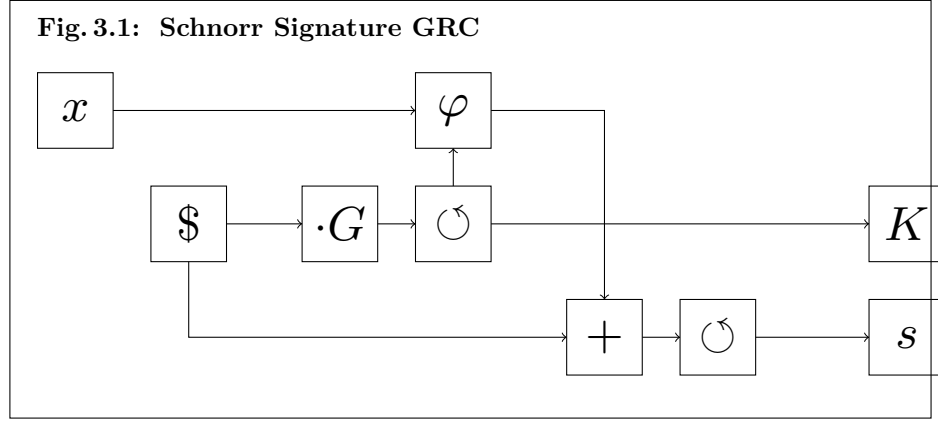 Fig. 3.1: Schnorr Signature GRC
x φ
$ ·G ↺ K
+ ↺ s